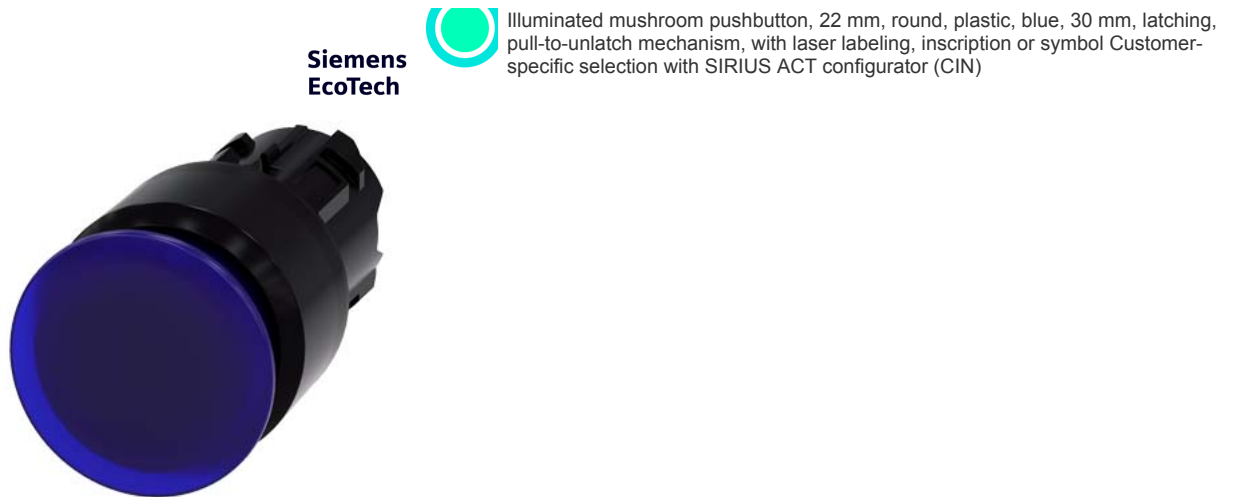 Siemens
EcoTech
Illuminated mushroom pushbutton, 22 mm, round, plastic, blue, 30 mm, latching,
pull-to-unlatch mechanism, with laser labeling, inscription or symbol Customer-
specific selection with SIRIUS ACT configurator (CIN)